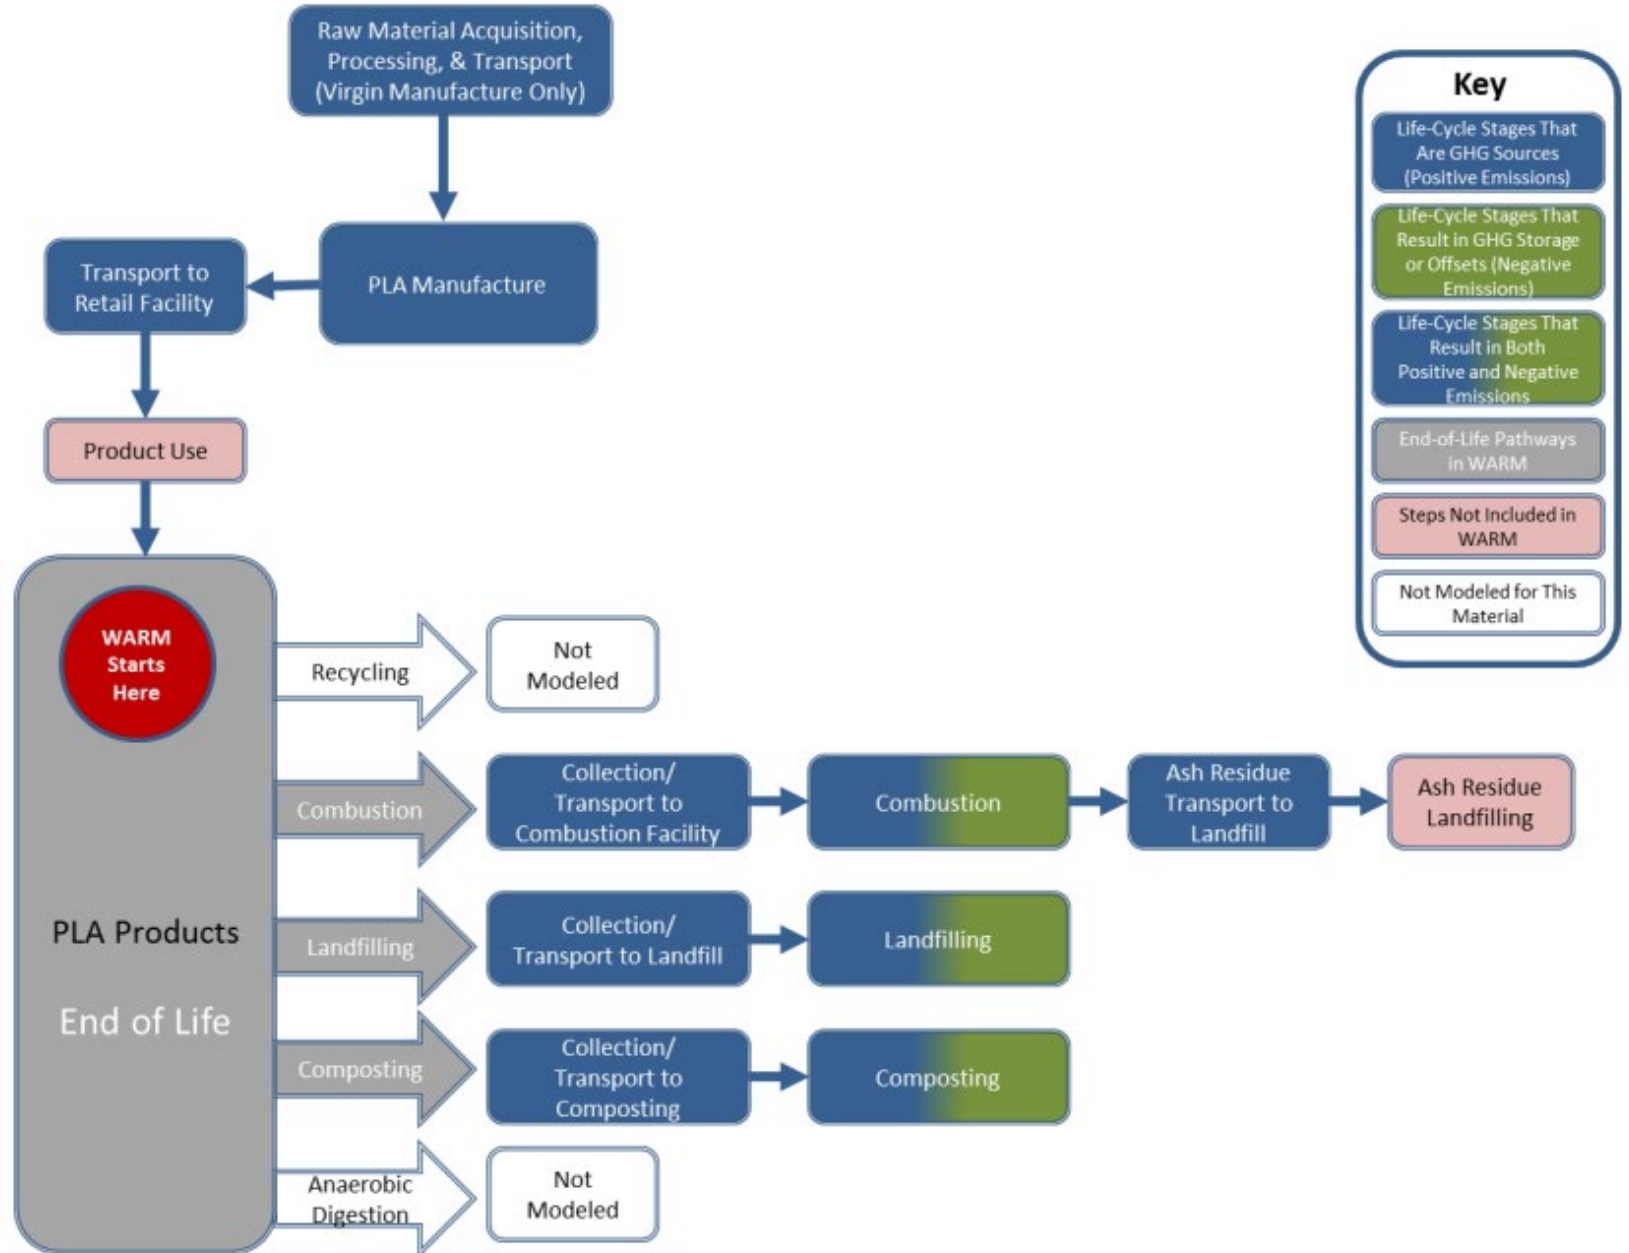 Raw Material Acquisition,
Processing, & Transport
(Virgin Manufacture Only)
PLA Manufacture
Transport to
Retail Facility
Product Use
WARM
Starts
Here
PLA Products
End of Life
Recycling
Not
Modeled
Combustion
Collection/
Transport to
Combustion Facility
Combustion
Ash Residue
Transport to
Landfill
Ash Residue
Landfilling
Landfilling
Collection/
Transport to Landfill
Landfilling
Composting
Collection/
Transport to
Composting
Composting
Anaerobic
Digestion
Not
Modeled
Key
Life-Cycle Stages That
Are GHG Sources
(Positive Emissions)
Life-Cycle Stages That
Result in GHG Storage
or Offsets (Negative
Emissions)
Life-Cycle Stages That
Result in Both
Positive and Negative
Emissions
End-of-Life Pathways
in WARM
Steps Not Included in
WARM
Not Modeled for This
Material